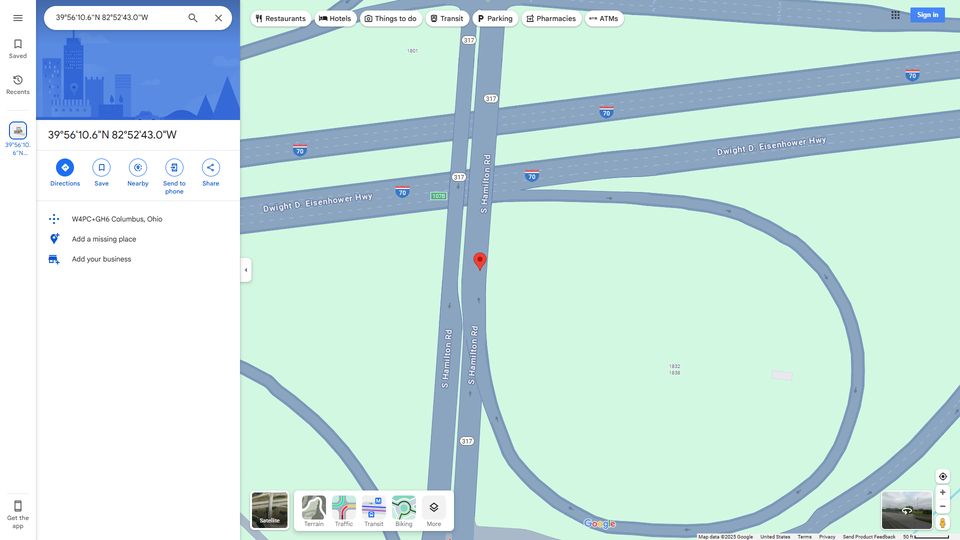 39°56'10.6"N 82°52'43.0"W
Restaurants
Hotels
Things to do
Transit
Parking
Pharmacies
ATMs
Sign in
Saved
Recents
39°56'10.
6"N...
39°56'10.6"N 82°52'43.0"W
Directions
Save
Nearby
Send to
phone
Share
W4PC+GH6 Columbus, Ohio
Add a missing place
Add your business
Get the
app
317
1801
317
70
70
70
S Hamilton Rd
Dwight D. Eisenhower Hwy
317
70
70
Dwight D. Eisenhower Hwy
S Hamilton Rd
S Hamilton Rd
1832
1838
317
Satellite
Terrain
Traffic
Transit
Biking
More
Google
Map data ©2025 Google
United States
Terms
Privacy
Send Product Feedback
50 ft